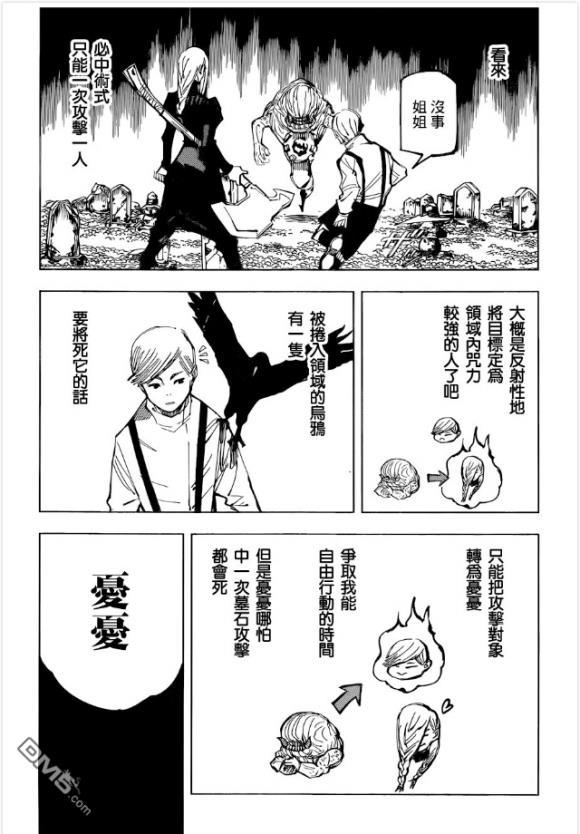 看來
沒事
姐姐
必中術式
只能一次攻擊一人
大概是反射性地
將目標定為
領域內咒力
較強的人了吧
被捲入領域的烏鴉
有一隻
要將死它的話
只能把攻擊對象
轉為憂憂
爭取我能
自由行動的時間
但是憂憂哪怕
中一次墓石攻擊
都會死
憂憂
DM5.COM